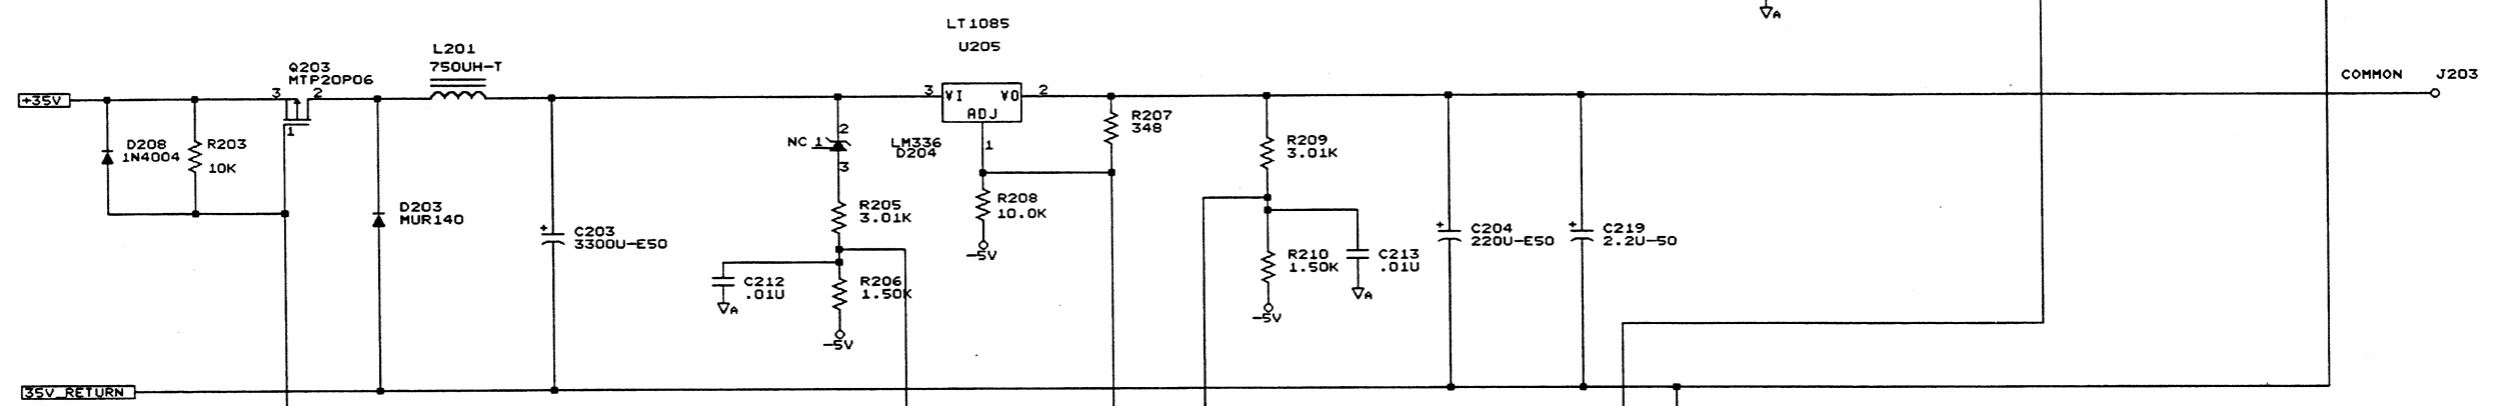 A
LT1085
U205
L201
750UH-T
Q203
MTP20P06
COMMON
J203
+35V
3
2
3
VI
VO
2
ADJ
1
R207
348
1
2
NC 1
3
LM336
D204
D208
1N4004
R203
10K
R209
3.01K
D203
MUR140
R205
3.01K
R208
10.0K
-5V
C203
3300U-E50
C204
220U-E50
C219
2.2U-50
C212
.01U
A
R206
1.50K
-5V
R210
1.50K
C213
.01U
A
-5V
35V_RETURN